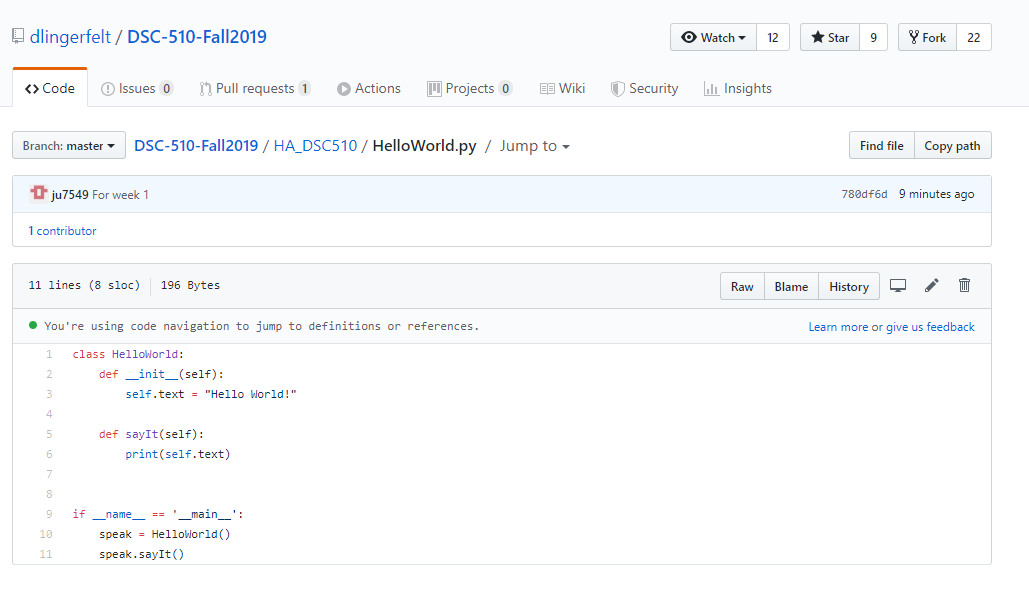 dlingerfelt / DSC-510-Fall2019 Watch 12 Star 9 Fork 22
Code Issues 0 Pull requests 1 Actions Projects 0 Wiki Security Insights
Branch: master DSC-510-Fall2019 / HA_DSC510 / HelloWorld.py / Jump to Find file Copy path
ju7549 For week 1 780df6d 9 minutes ago
1 contributor
11 lines (8 sloc) 196 Bytes Raw Blame History
You're using code navigation to jump to definitions or references. Learn more or give us feedback
1 class HelloWorld:
2     def __init__(self):
3         self.text = "Hello World!"
4
5     def sayIt(self):
6         print(self.text)
7
8
9 if __name__ == '__main__':
10     speak = HelloWorld()
11     speak.sayIt()